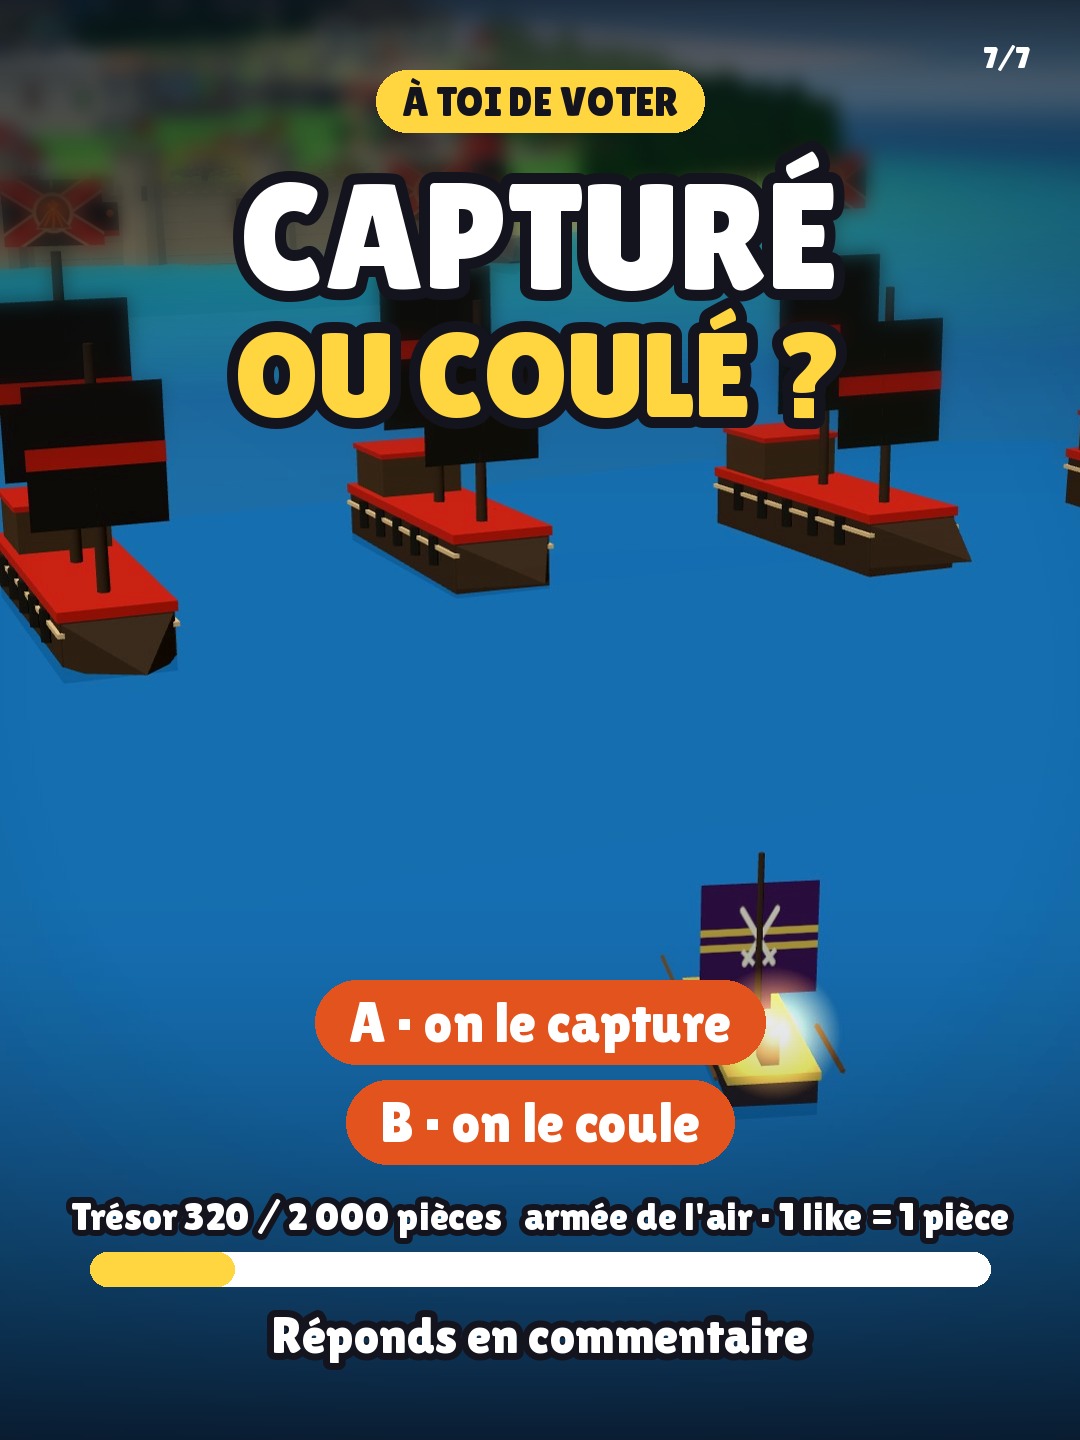 7/7
À TOI DE VOTER
CAPTURÉ
OU COULÉ ?
A · on le capture
B · on le coule
Trésor 320 / 2 000 pièces armée de l'air · 1 like = 1 pièce
Réponds en commentaire